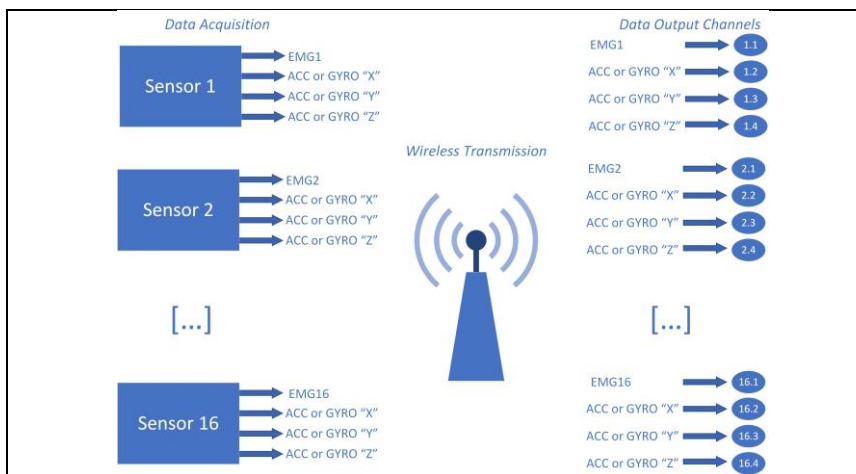 Data Acquisition
Sensor 1
EMG1
ACC or GYRO “X”
ACC or GYRO “Y”
ACC or GYRO “Z”
Sensor 2
EMG2
ACC or GYRO “X”
ACC or GYRO “Y”
ACC or GYRO “Z”
[...]
Sensor 16
EMG16
ACC or GYRO “X”
ACC or GYRO “Y”
ACC or GYRO “Z”
Wireless Transmission
Data Output Channels
EMG1 1.1
ACC or GYRO “X” 1.2
ACC or GYRO “Y” 1.3
ACC or GYRO “Z” 1.4
EMG2 2.1
ACC or GYRO “X” 2.2
ACC or GYRO “Y” 2.3
ACC or GYRO “Z” 2.4
[...]
EMG16 16.1
ACC or GYRO “X” 16.2
ACC or GYRO “Y” 16.3
ACC or GYRO “Z” 16.4